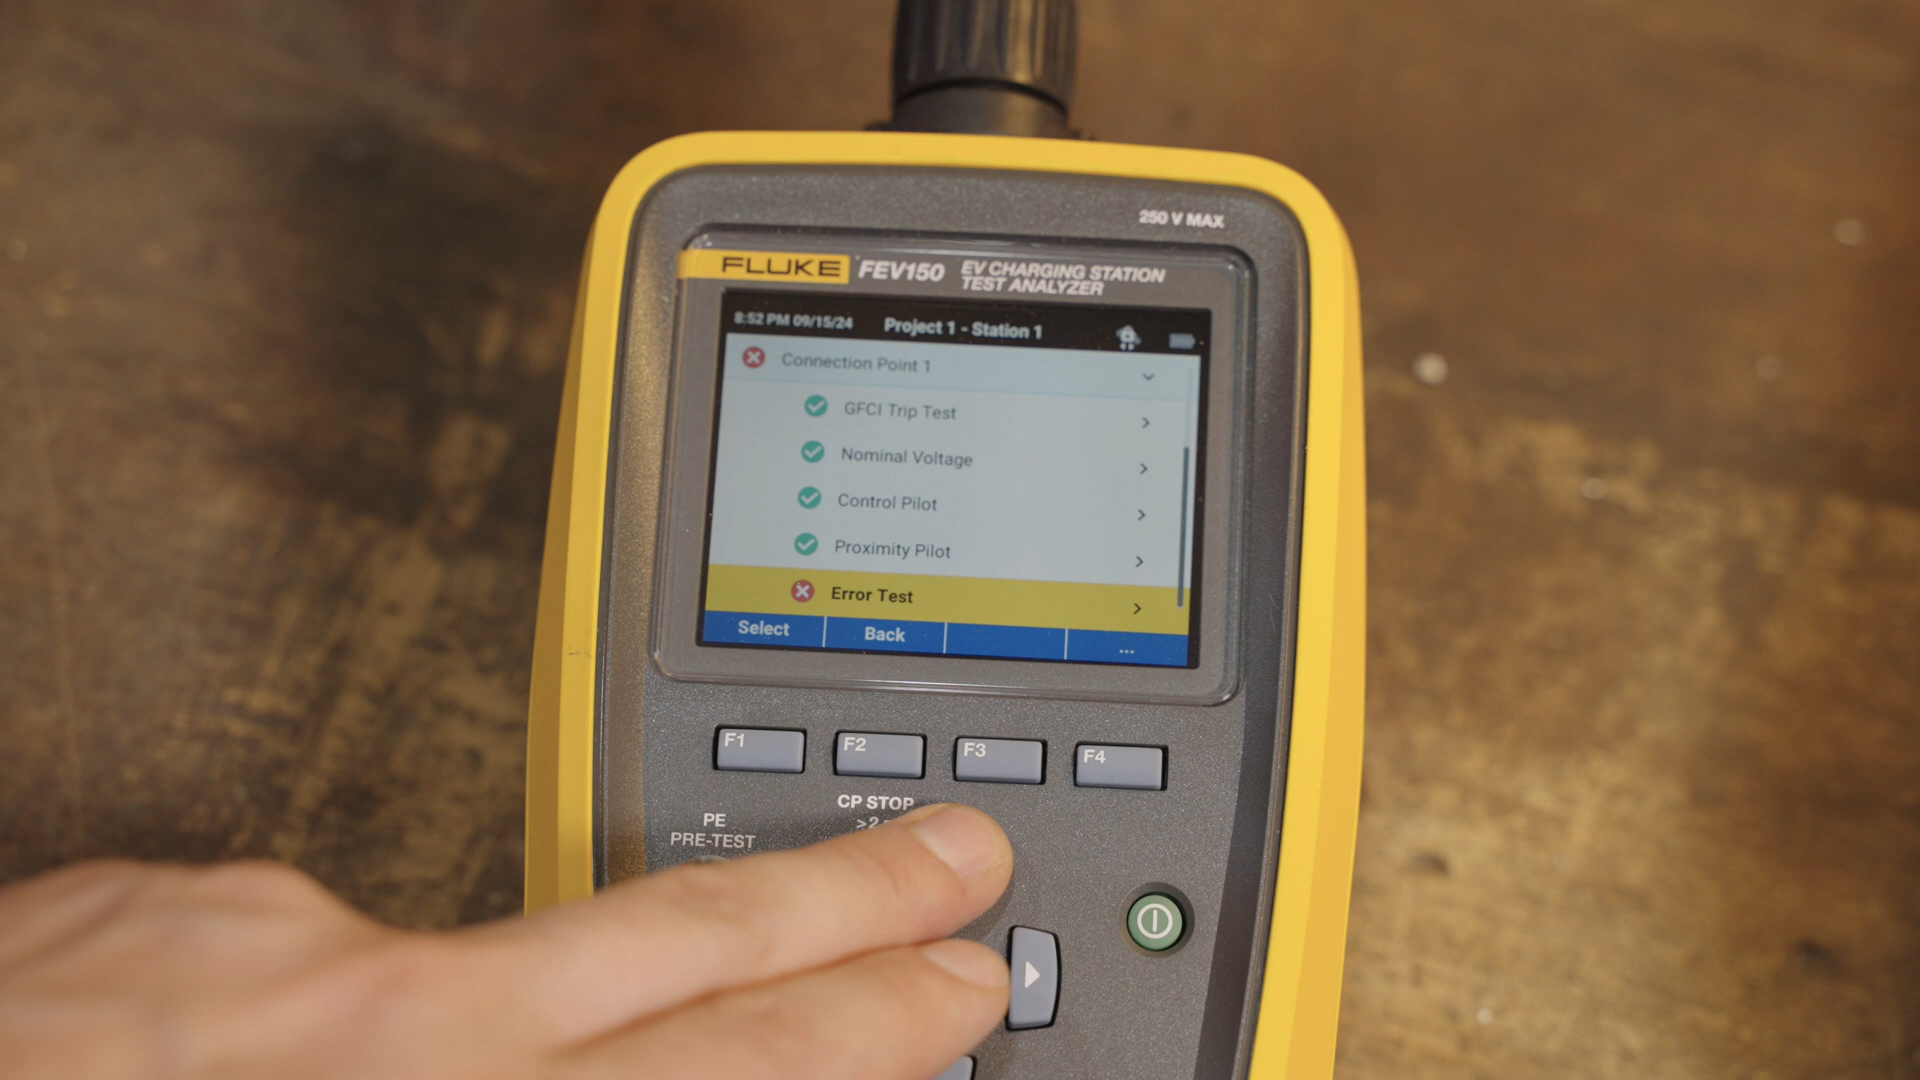 250 V MAX
FLUKE FEV150 EV CHARGING STATION
TEST ANALYZER
8:52 PM 09/15/24 Project 1 - Station 1
Connection Point 1
GFCI Trip Test
Nominal Voltage
Control Pilot
Proximity Pilot
Error Test
Select Back ...
F1 F2 F3 F4
CP STOP
>2
PE
PRE-TEST